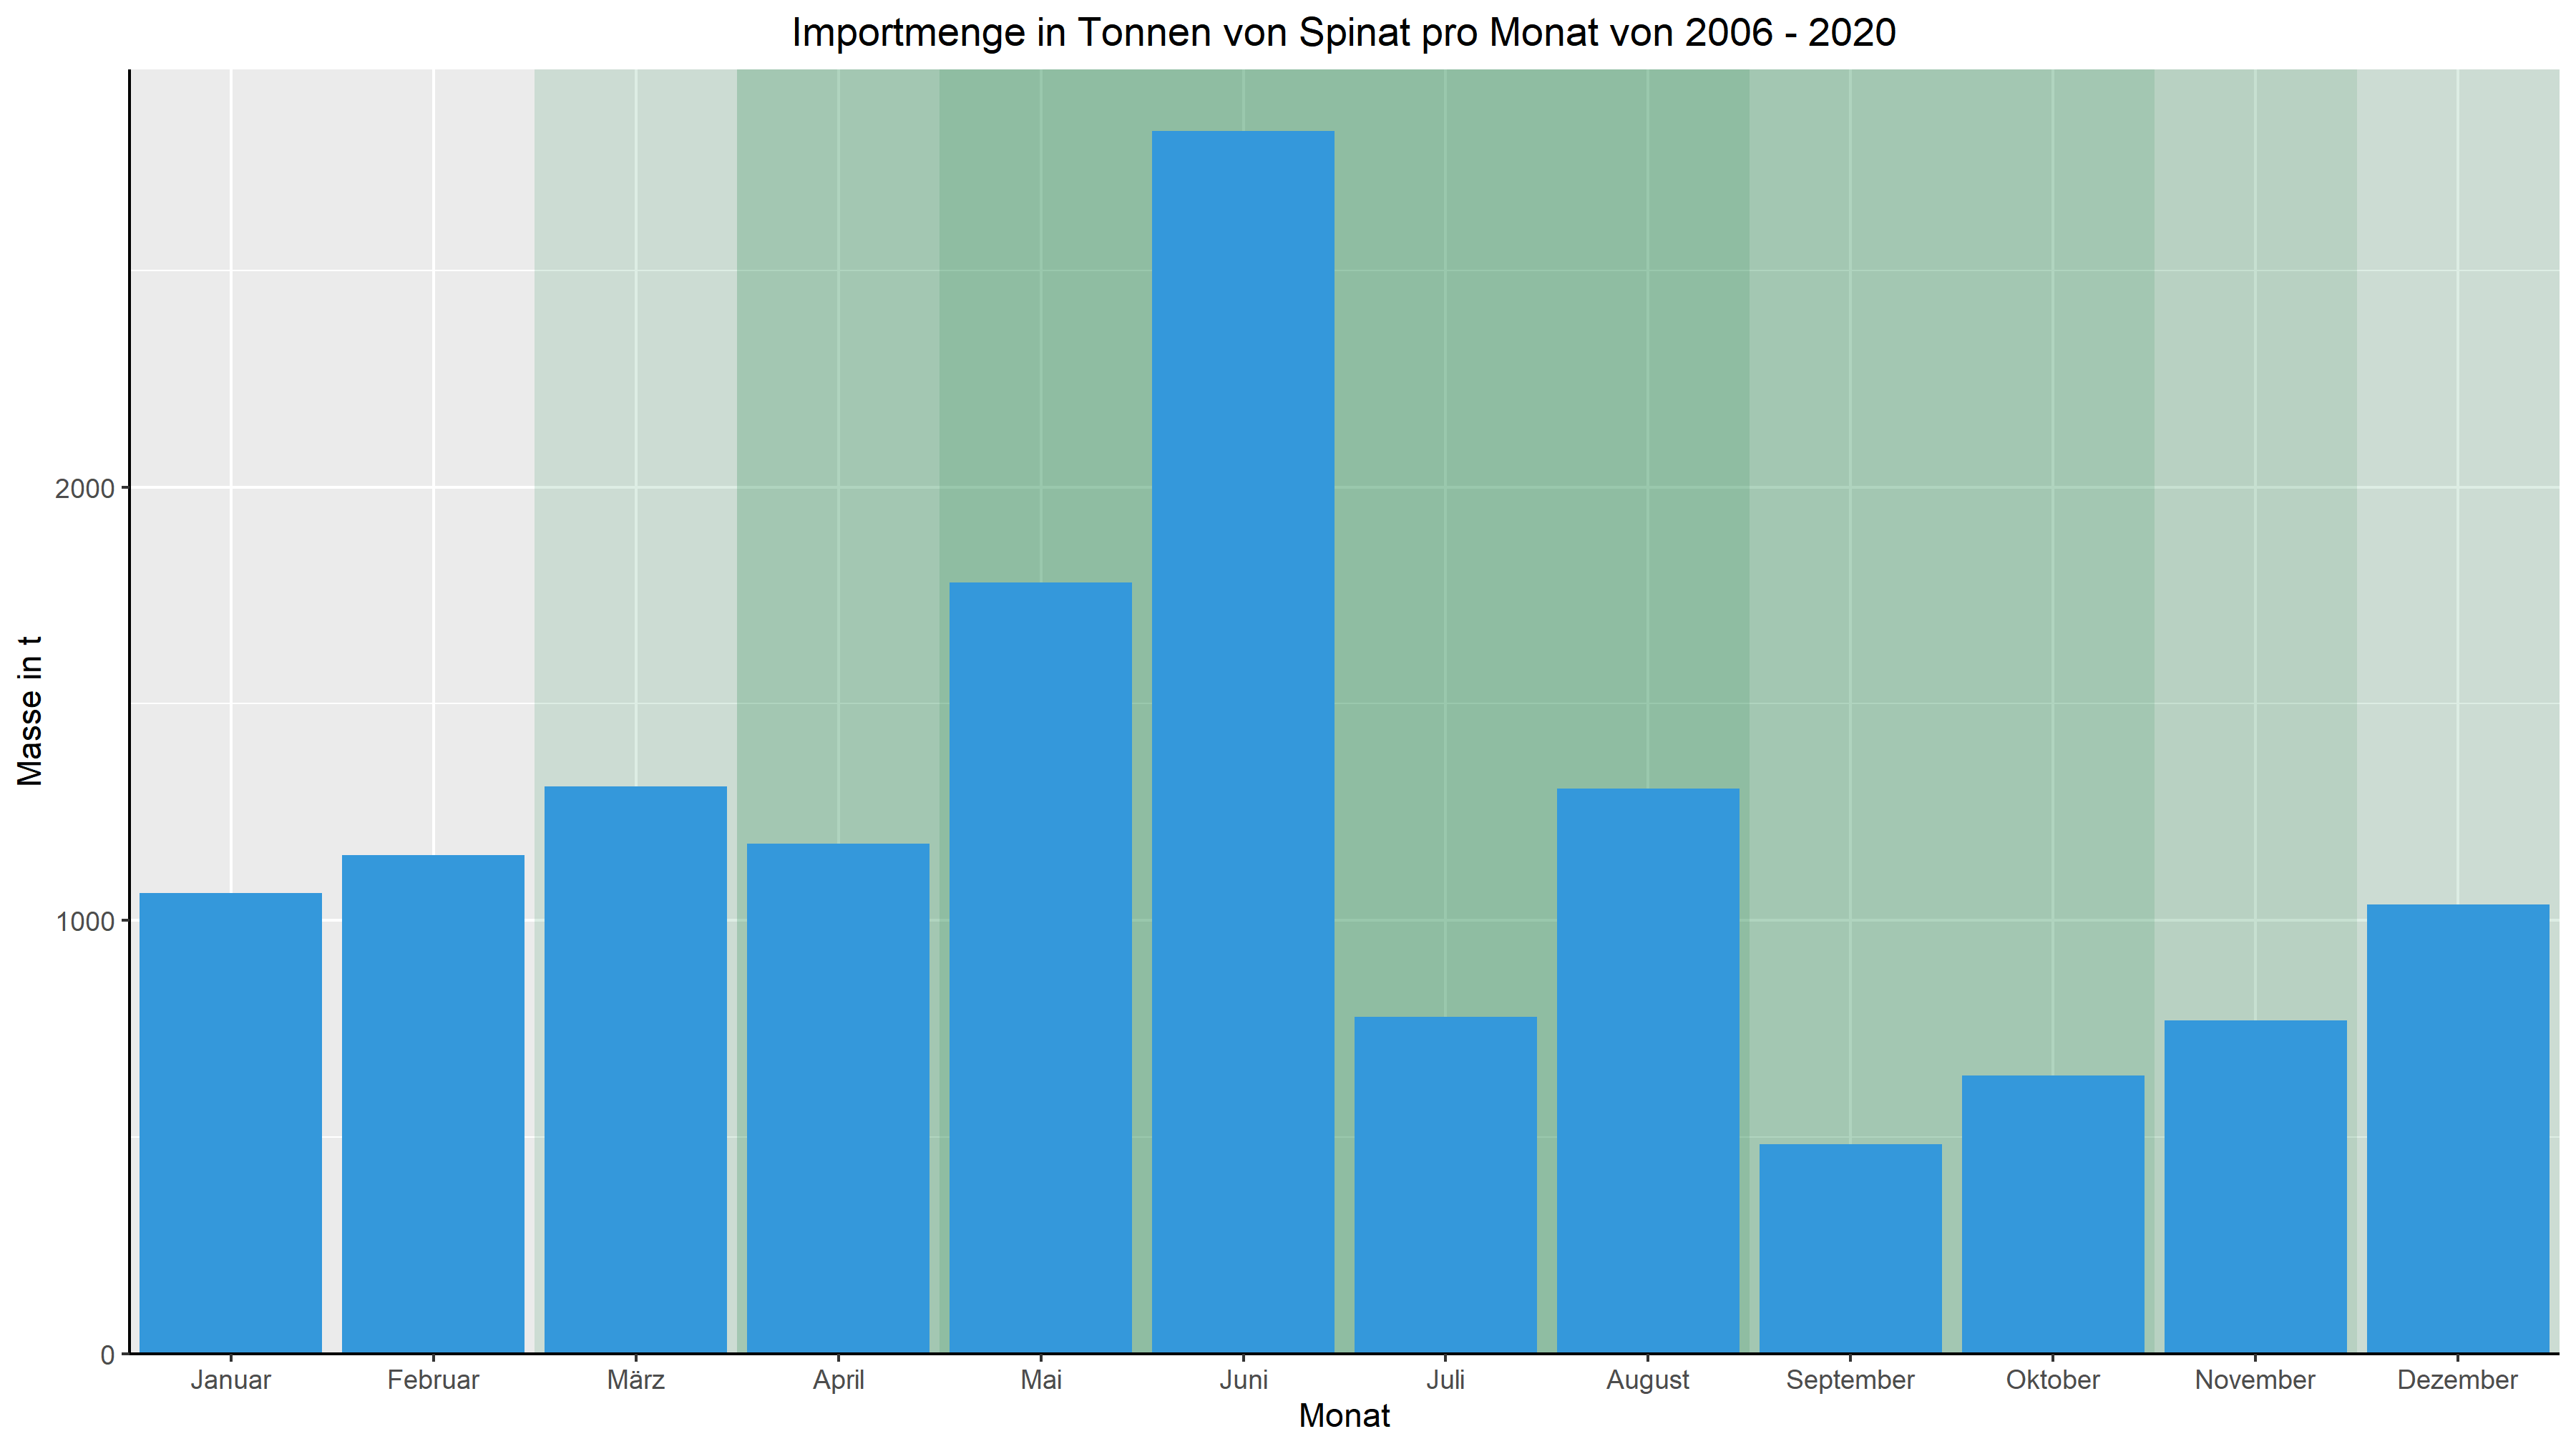 Importmenge in Tonnen von Spinat pro Monat von 2006 - 2020
Masse in t
2000
1000
0
Januar Februar März April Mai Juni Juli August September Oktober November Dezember
Monat